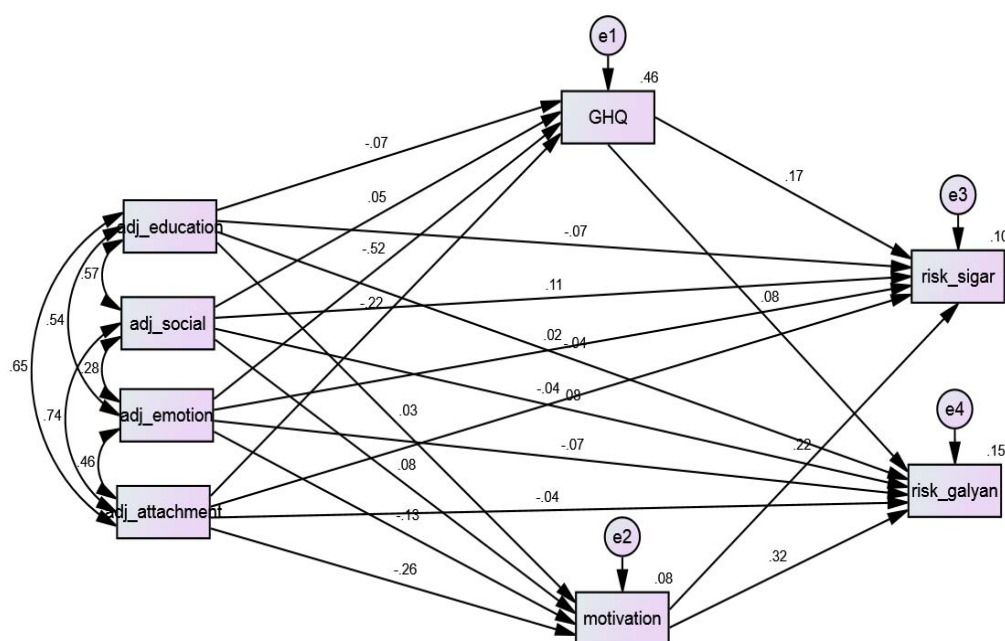 e1
.46
GHQ
-.07
.05
.17
e3
adj_education
-.52
.10
-.07
risk_sigar
.57
-.22
.11
.08
adj_social
.54
.02
-.04
.65
.28
-.04
.08
e4
adj_emotion
.74
.03
-.07
.22
.15
.46
.08
risk_galyan
adj_attachment
-.04
-.13
e2
.32
-.26
.08
motivation